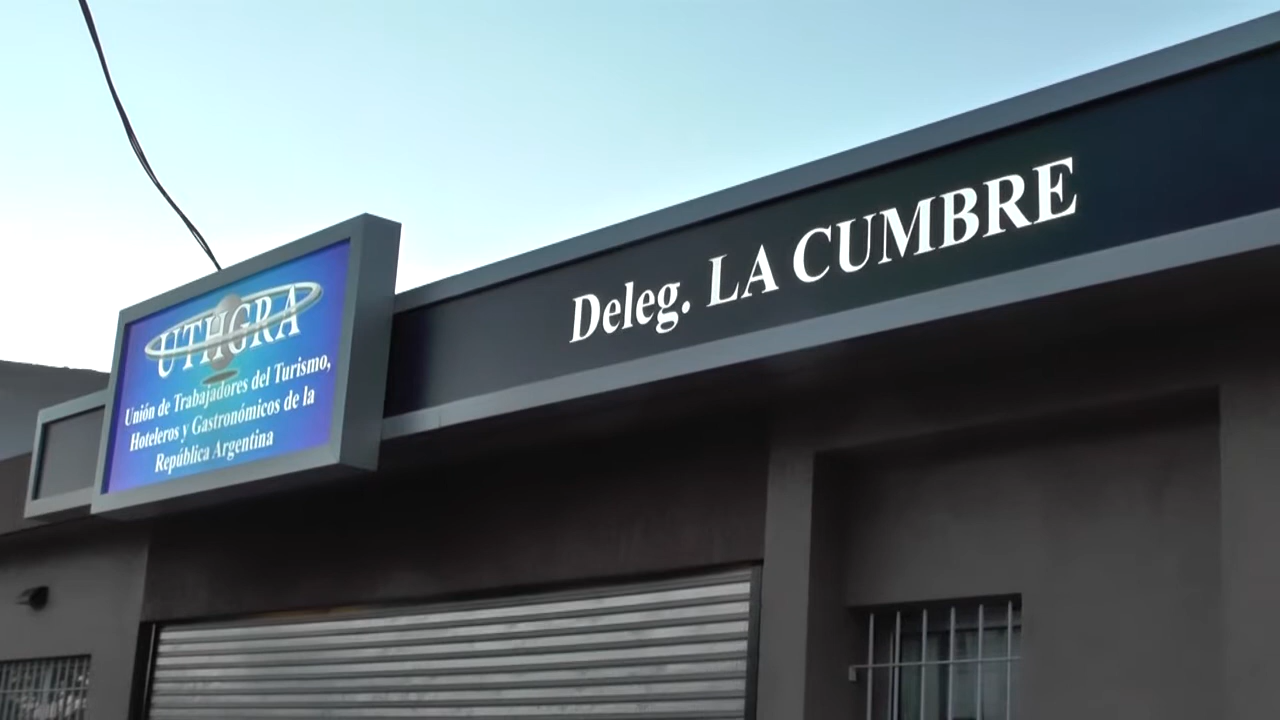 UTHGRA
Unión de Trabajadores del Turismo,
Hoteleros y Gastronómicos de la
República Argentina
Deleg. LA CUMBRE